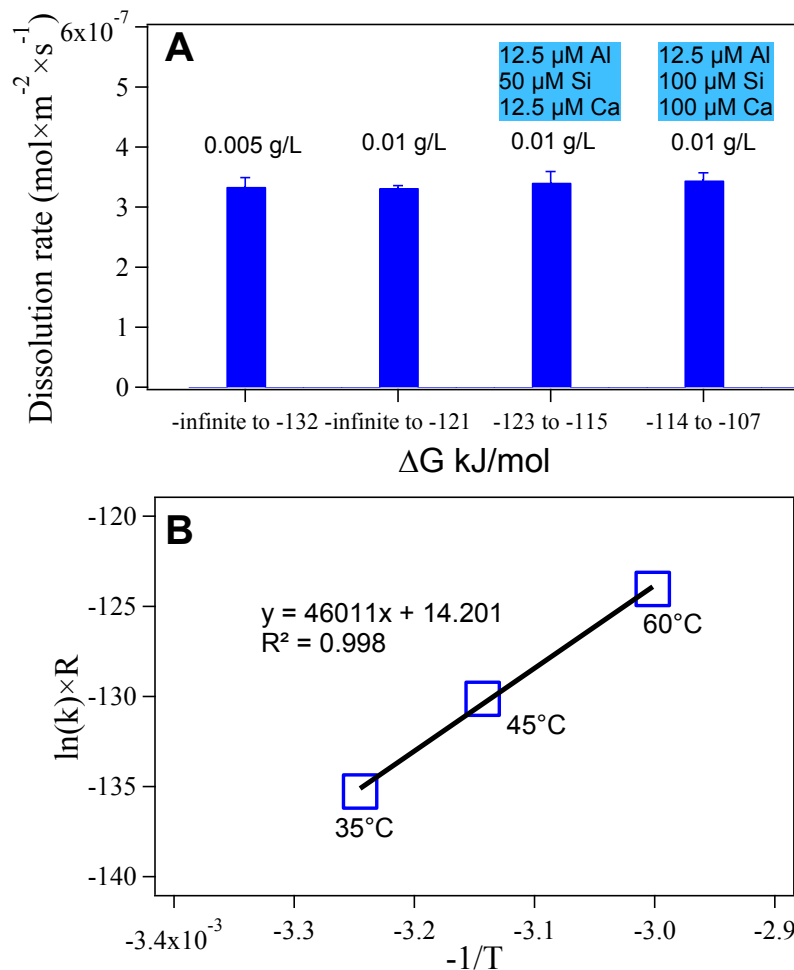 A
Dissolution rate (mol×m⁻²×s⁻¹)
6x10⁻⁷
5
4
3
2
1
0
12.5 µM Al
50 µM Si
12.5 µM Ca
12.5 µM Al
100 µM Si
100 µM Ca
0.005 g/L
0.01 g/L
0.01 g/L
0.01 g/L
-infinite to -132
-infinite to -121
-123 to -115
-114 to -107
ΔG kJ/mol
B
ln(k)×R
-120
-125
-130
-135
-140
y = 46011x + 14.201
R² = 0.998
60°C
45°C
35°C
-3.4x10⁻³
-3.3
-3.2
-3.1
-3.0
-2.9
-1/T